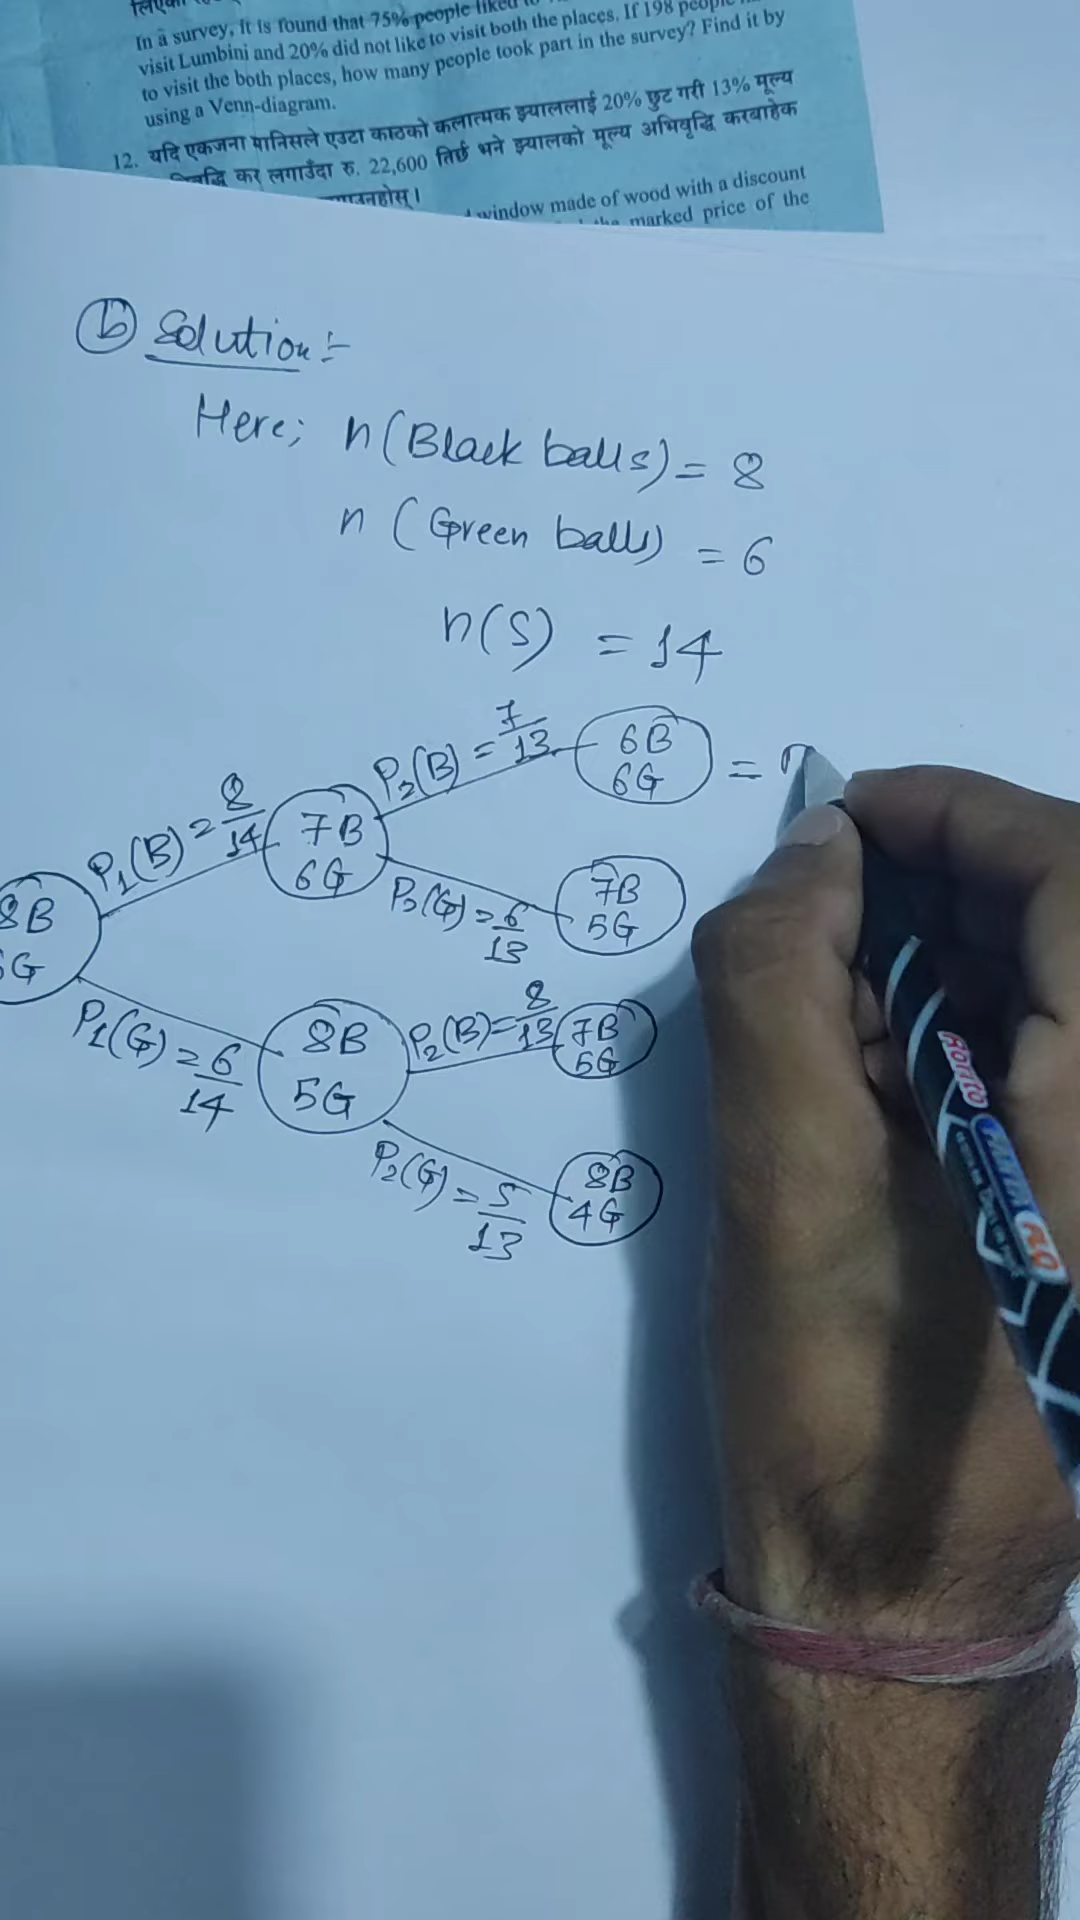 In a survey, it is found that 75% people liked to
visit Lumbini and 20% did not like to visit both the places. If 198 people
to visit the both places, how many people took part in the survey? Find it by
using a Venn-diagram.
12. यदि एकजना मानिसले एउटा काठको कलात्मक झ्याललाई 20% छुट गरी 13% मूल्य
कर लगाउँदा रु. 22,600 तिर्छ भने झ्यालको मूल्य अभिवृद्धि करबाहेक
window made of wood with a discount
the marked price of the
b Solution :-
Here; n(Black balls) = 8
n (Green balls) = 6
n(S) = 14
P₁(B) = 8/14
P₂(B) = 7/13
6B
6G
=
7B
6G
P₂(G) = 6/13
7B
5G
8B
6G
P₁(G) = 6/14
8B
5G
P₂(B) = 8/13
7B
5G
P₂(G) = 5/13
8B
4G
Ronto